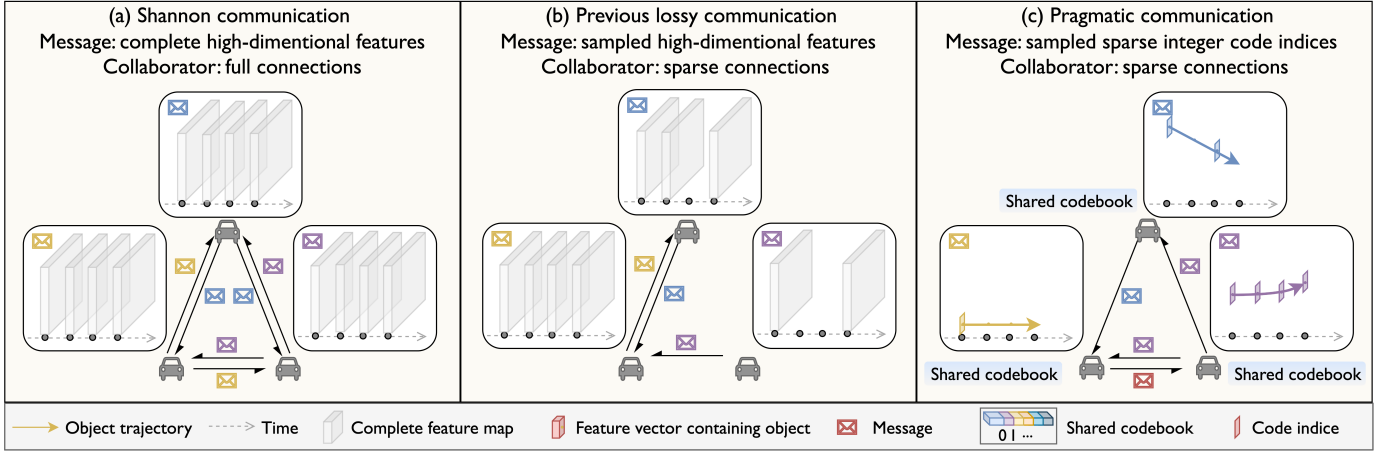 (a) Shannon communication
Message: complete high-dimentional features
Collaborator: full connections
(b) Previous lossy communication
Message: sampled high-dimentional features
Collaborator: sparse connections
(c) Pragmatic communication
Message: sampled sparse integer code indices
Collaborator: sparse connections
Shared codebook
Shared codebook
Shared codebook
Object trajectory
Time
Complete feature map
Feature vector containing object
Message
0 1 ...
Shared codebook
Code indice